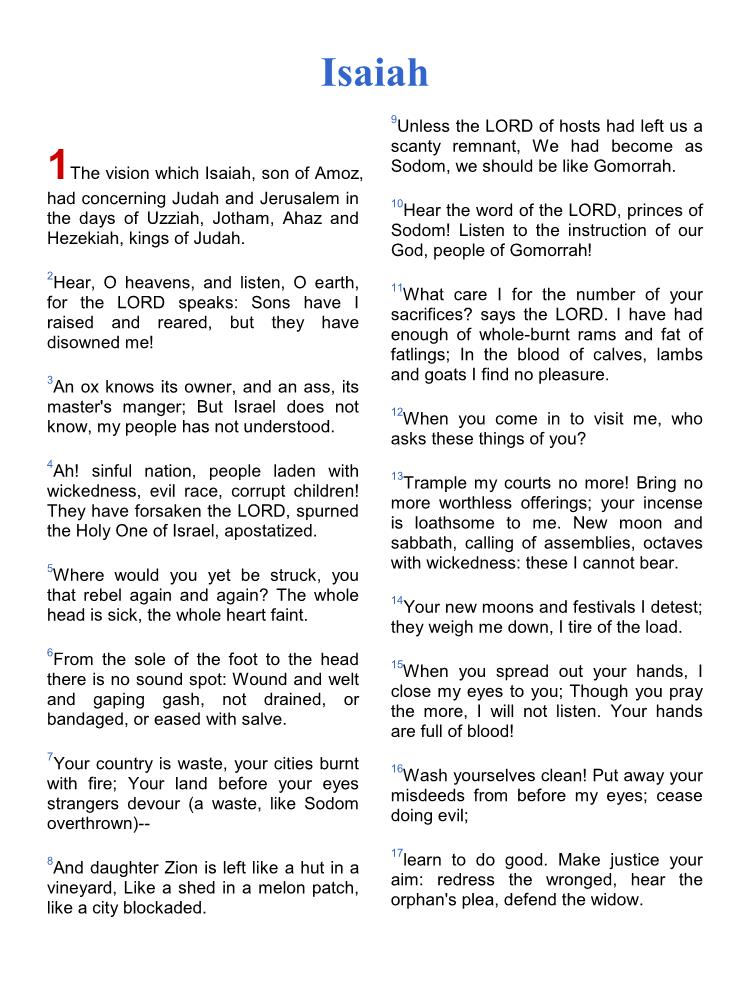 Isaiah
1The vision which Isaiah, son of Amoz,
had concerning Judah and Jerusalem in
the days of Uzziah, Jotham, Ahaz and
Hezekiah, kings of Judah.
2Hear, O heavens, and listen, O earth,
for the LORD speaks: Sons have I
raised and reared, but they have
disowned me!
3An ox knows its owner, and an ass, its
master's manger; But Israel does not
know, my people has not understood.
4Ah! sinful nation, people laden with
wickedness, evil race, corrupt children!
They have forsaken the LORD, spurned
the Holy One of Israel, apostatized.
5Where would you yet be struck, you
that rebel again and again? The whole
head is sick, the whole heart faint.
6From the sole of the foot to the head
there is no sound spot: Wound and welt
and gaping gash, not drained, or
bandaged, or eased with salve.
7Your country is waste, your cities burnt
with fire; Your land before your eyes
strangers devour (a waste, like Sodom
overthrown)--
8And daughter Zion is left like a hut in a
vineyard, Like a shed in a melon patch,
like a city blockaded.
9Unless the LORD of hosts had left us a
scanty remnant, We had become as
Sodom, we should be like Gomorrah.
10Hear the word of the LORD, princes of
Sodom! Listen to the instruction of our
God, people of Gomorrah!
11What care I for the number of your
sacrifices? says the LORD. I have had
enough of whole-burnt rams and fat of
fatlings; In the blood of calves, lambs
and goats I find no pleasure.
12When you come in to visit me, who
asks these things of you?
13Trample my courts no more! Bring no
more worthless offerings; your incense
is loathsome to me. New moon and
sabbath, calling of assemblies, octaves
with wickedness: these I cannot bear.
14Your new moons and festivals I detest;
they weigh me down, I tire of the load.
15When you spread out your hands, I
close my eyes to you; Though you pray
the more, I will not listen. Your hands
are full of blood!
16Wash yourselves clean! Put away your
misdeeds from before my eyes; cease
doing evil;
17learn to do good. Make justice your
aim: redress the wronged, hear the
orphan's plea, defend the widow.